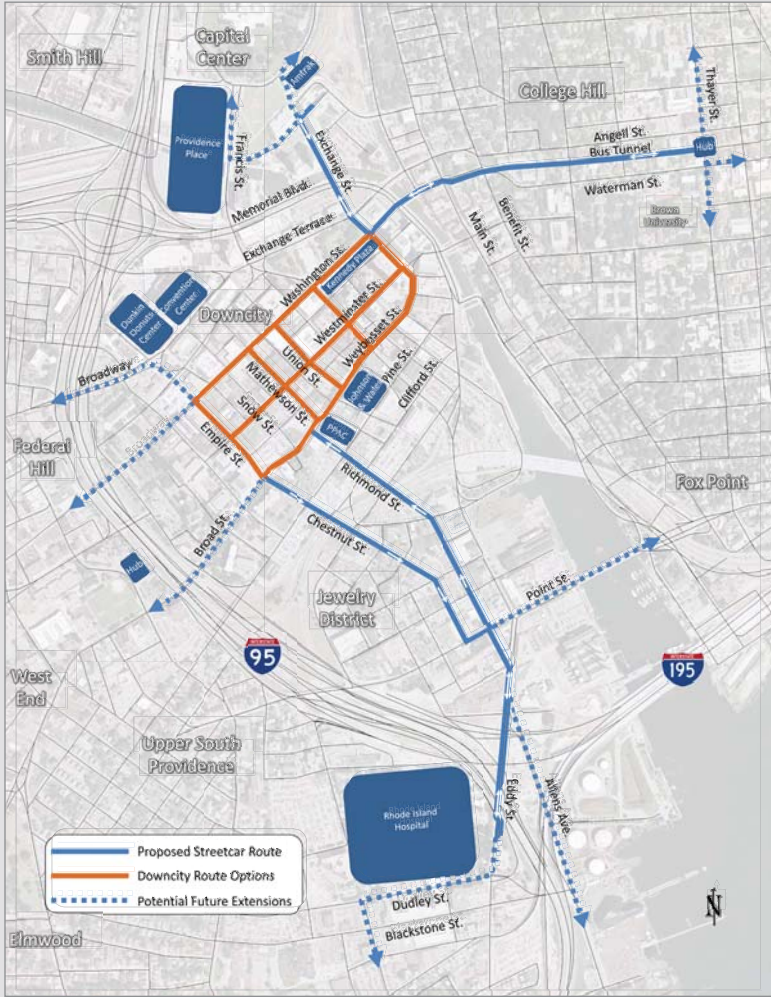 Smith Hill
Capital
Center
Amtrak
College Hill
Thayer St.
Providence
Place
Francis St.
Exchange St.
Angell St.
Bus Tunnel
Hub
Waterman St.
Memorial Blvd.
Benefit St.
Main St.
Brown
University
Exchange Terrace
Washington St.
Kennedy Plaza
Dunkin
Donuts
Center
Convention
Center
Downcity
Westminster St.
Weybosset St.
Union St.
Mathewson St.
Pine St.
Clifford St.
Johnson
& Wales
Broadway
Snow St.
PPAC
Empire St.
Federal
Hill
Richmond St.
Fox Point
Broad St.
Chestnut St.
Hub
Point St.
Jewelry
District
INTERSTATE
95
INTERSTATE
195
West
End
Upper South
Providence
Eddy St.
Allens Ave.
Rhode Island
Hospital
Proposed Streetcar Route
Downcity Route Options
Potential Future Extensions
Dudley St.
Blackstone St.
Elmwood
N